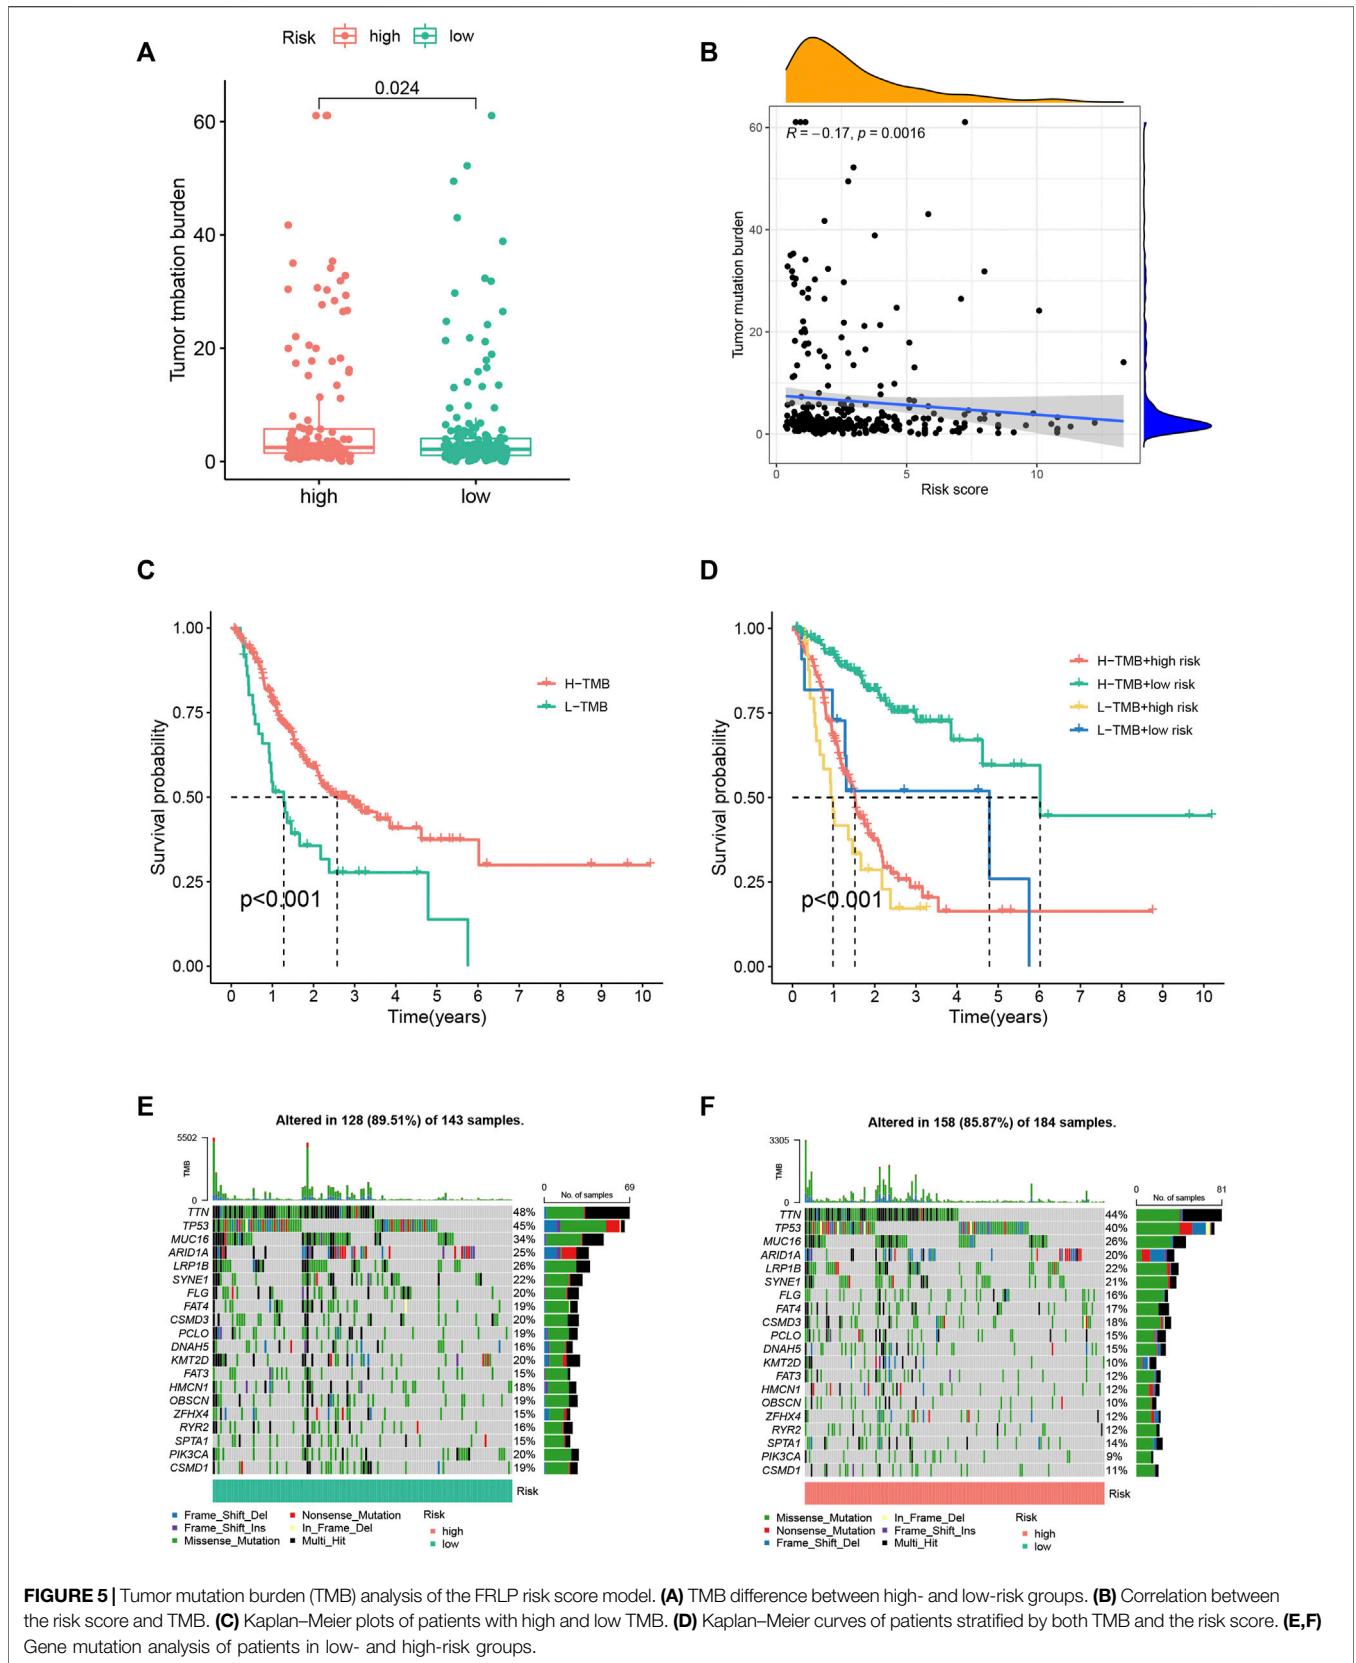 A
Risk high low
0.024
Tumor tmbation burden
60
40
20
0
high low
B
R = −0.17, p = 0.0016
Tumor mutation burden
60
40
20
0
0 5 10
Risk score
C
Survival probability
1.00
0.75
0.50
0.25
0.00
H−TMB
L−TMB
p<0.001
0 1 2 3 4 5 6 7 8 9 10
Time(years)
D
Survival probability
1.00
0.75
0.50
0.25
0.00
H−TMB+high risk
H−TMB+low risk
L−TMB+high risk
L−TMB+low risk
p<0.001
0 1 2 3 4 5 6 7 8 9 10
Time(years)
E
Altered in 128 (89.51%) of 143 samples.
5502
TMB
0
0 69
No. of samples
TTN 48%
TP53 45%
MUC16 34%
ARID1A 25%
LRP1B 26%
SYNE1 22%
FLG 20%
FAT4 19%
CSMD3 20%
PCLO 19%
DNAH5 16%
KMT2D 20%
FAT3 15%
HMCN1 18%
OBSCN 19%
ZFHX4 15%
RYR2 16%
SPTA1 15%
PIK3CA 20%
CSMD1 19%
Risk
Frame_Shift_Del Nonsense_Mutation Risk
Frame_Shift_Ins In_Frame_Del high
Missense_Mutation Multi_Hit low
F
Altered in 158 (85.87%) of 184 samples.
3305
TMB
0
0 81
No. of samples
TTN 44%
TP53 40%
MUC16 26%
ARID1A 20%
LRP1B 22%
SYNE1 21%
FLG 16%
FAT4 17%
CSMD3 18%
PCLO 15%
DNAH5 15%
KMT2D 10%
FAT3 12%
HMCN1 12%
OBSCN 10%
ZFHX4 12%
RYR2 12%
SPTA1 14%
PIK3CA 9%
CSMD1 11%
Risk
Missense_Mutation In_Frame_Del Risk
Nonsense_Mutation Frame_Shift_Ins high
Frame_Shift_Del Multi_Hit low
FIGURE 5 | Tumor mutation burden (TMB) analysis of the FRLP risk score model. (A) TMB difference between high- and low-risk groups. (B) Correlation between
the risk score and TMB. (C) Kaplan–Meier plots of patients with high and low TMB. (D) Kaplan–Meier curves of patients stratified by both TMB and the risk score. (E,F)
Gene mutation analysis of patients in low- and high-risk groups.